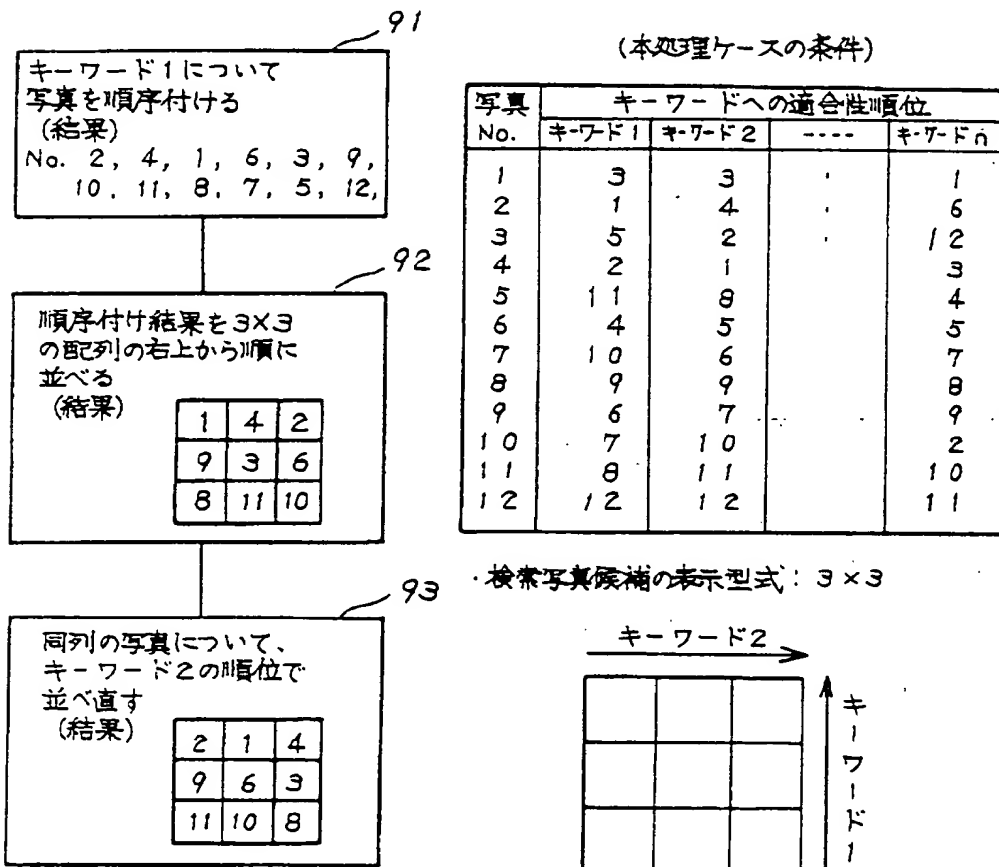 91
キーワード1について
写真を順序付ける
(結果)
No. 2, 4, 1, 6, 3, 9,
10, 11, 8, 7, 5, 12,
92
順序付け結果を3×3
の配列の右上から順に
並べる
(結果)
1 4 2
9 3 6
8 11 10
93
同列の写真について、
キーワード2の順位で
並べ直す
(結果)
2 1 4
9 6 3
11 10 8
(本処理ケースの条件)
写真 キーワードへの適合性順位
No. キーワード1 キーワード2 ---- キーワードn
1 3 3 · 1
2 1 4 · 6
3 5 2 · 12
4 2 1 3
5 11 8 4
6 4 5 5
7 10 6 7
8 9 9 8
9 6 7 9
10 7 10 2
11 8 11 10
12 12 12 11
・検索写真候補の表示型式：3×3
キーワード2
キーワード1